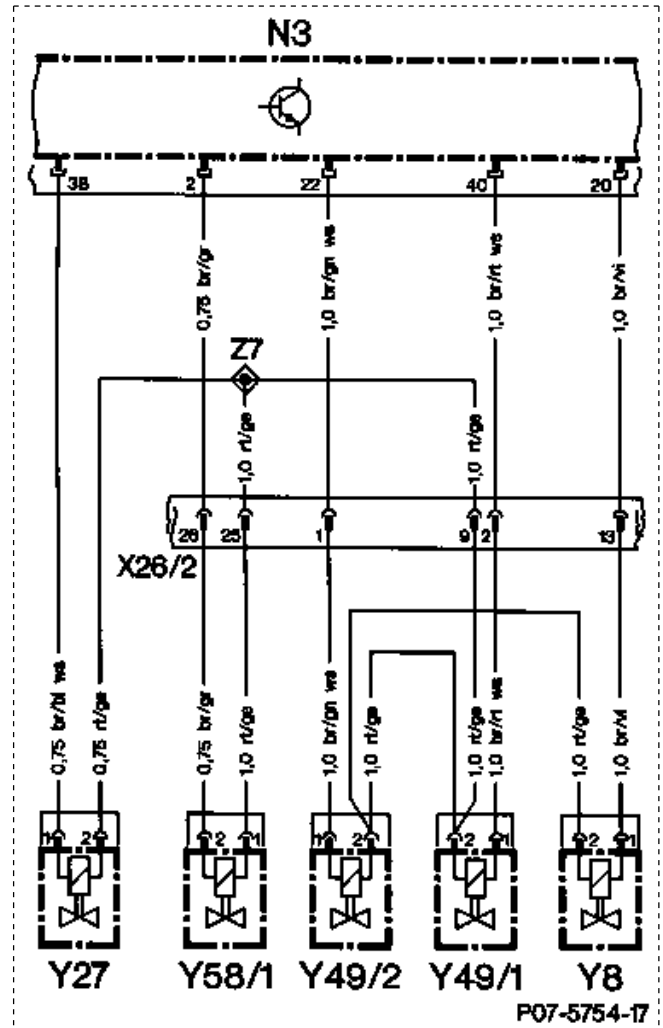 N3
38 2 22 40 20
0,75 br/gr
1,0 br/gn ws
1,0 br/rt ws
1,0 br/vi
Z7
1,0 rt/ge
1,0 rt/ge
26 25 1 9 2 13
X26/2
0,75 br/bl ws
0,75 rt/ge
0,75 br/gr
1,0 rt/ge
1,0 br/gn ws
1,0 rt/ge
1,0 rt/ge
1,0 br/rt ws
1,0 rt/ge
1,0 br/vi
1 2 2 1 1 2 2 1 2 1
Y27 Y58/1 Y49/2 Y49/1 Y8
P07-5754-17